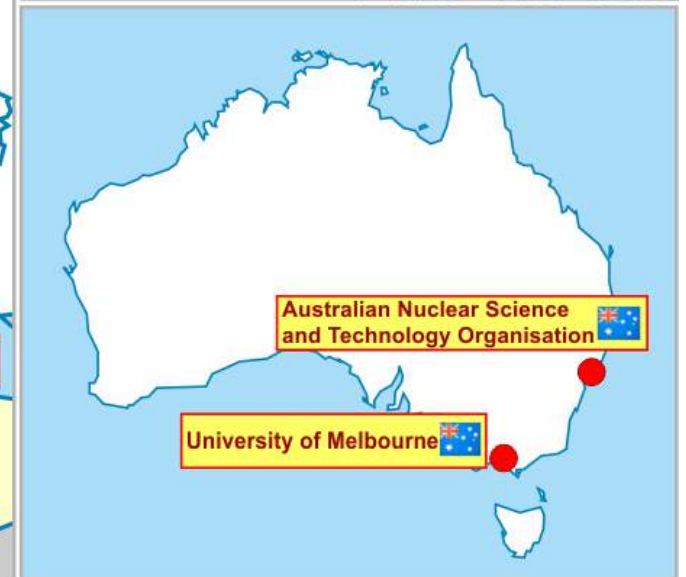 Australian Nuclear Science
and Technology Organisation
University of Melbourne